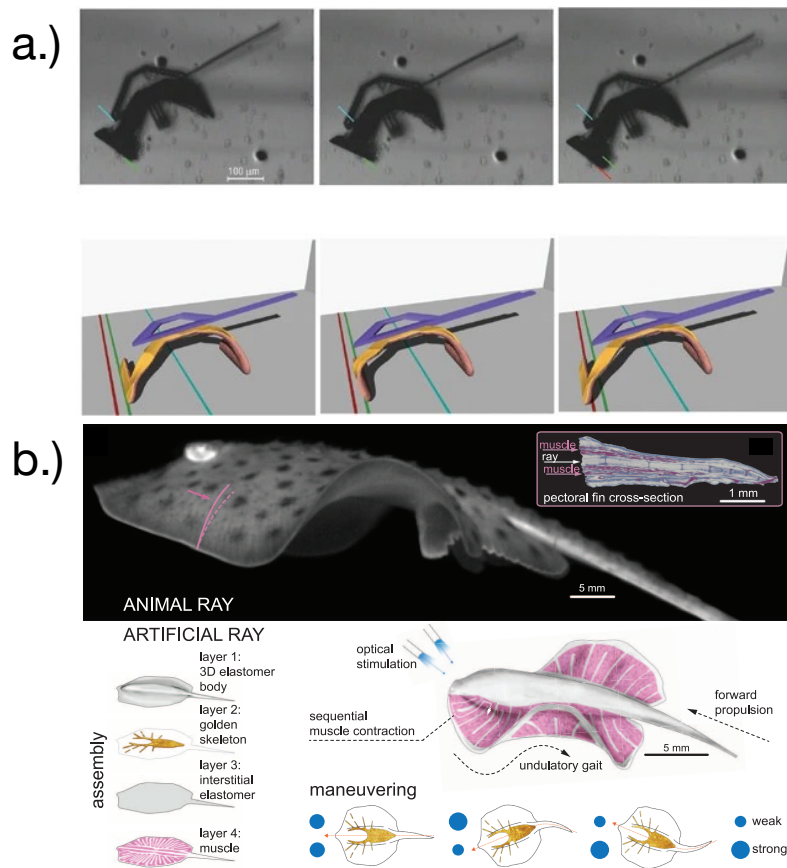 a.)
100 µm
b.)
muscle
ray
muscle
pectoral fin cross-section
1 mm
5 mm
ANIMAL RAY
ARTIFICIAL RAY
assembly
layer 1:
3D elastomer
body
layer 2:
golden
skeleton
layer 3:
interstitial
elastomer
layer 4:
muscle
optical
stimulation
sequential
muscle contraction
undulatory gait
forward
propulsion
5 mm
maneuvering
weak
strong